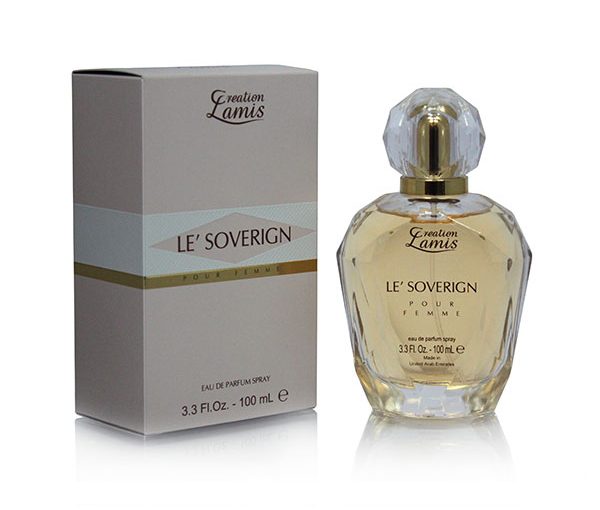 Creation
Lamis
LE' SOVERIGN
POUR FEMME
EAU DE PARFUM SPRAY
3.3 Fl.Oz. - 100 mL ℮
Creation
Lamis
LE' SOVERIGN
POUR
FEMME
eau de parfum spray
3.3 Fl. Oz. - 100 mL ℮
Made in
United Arab Emirates